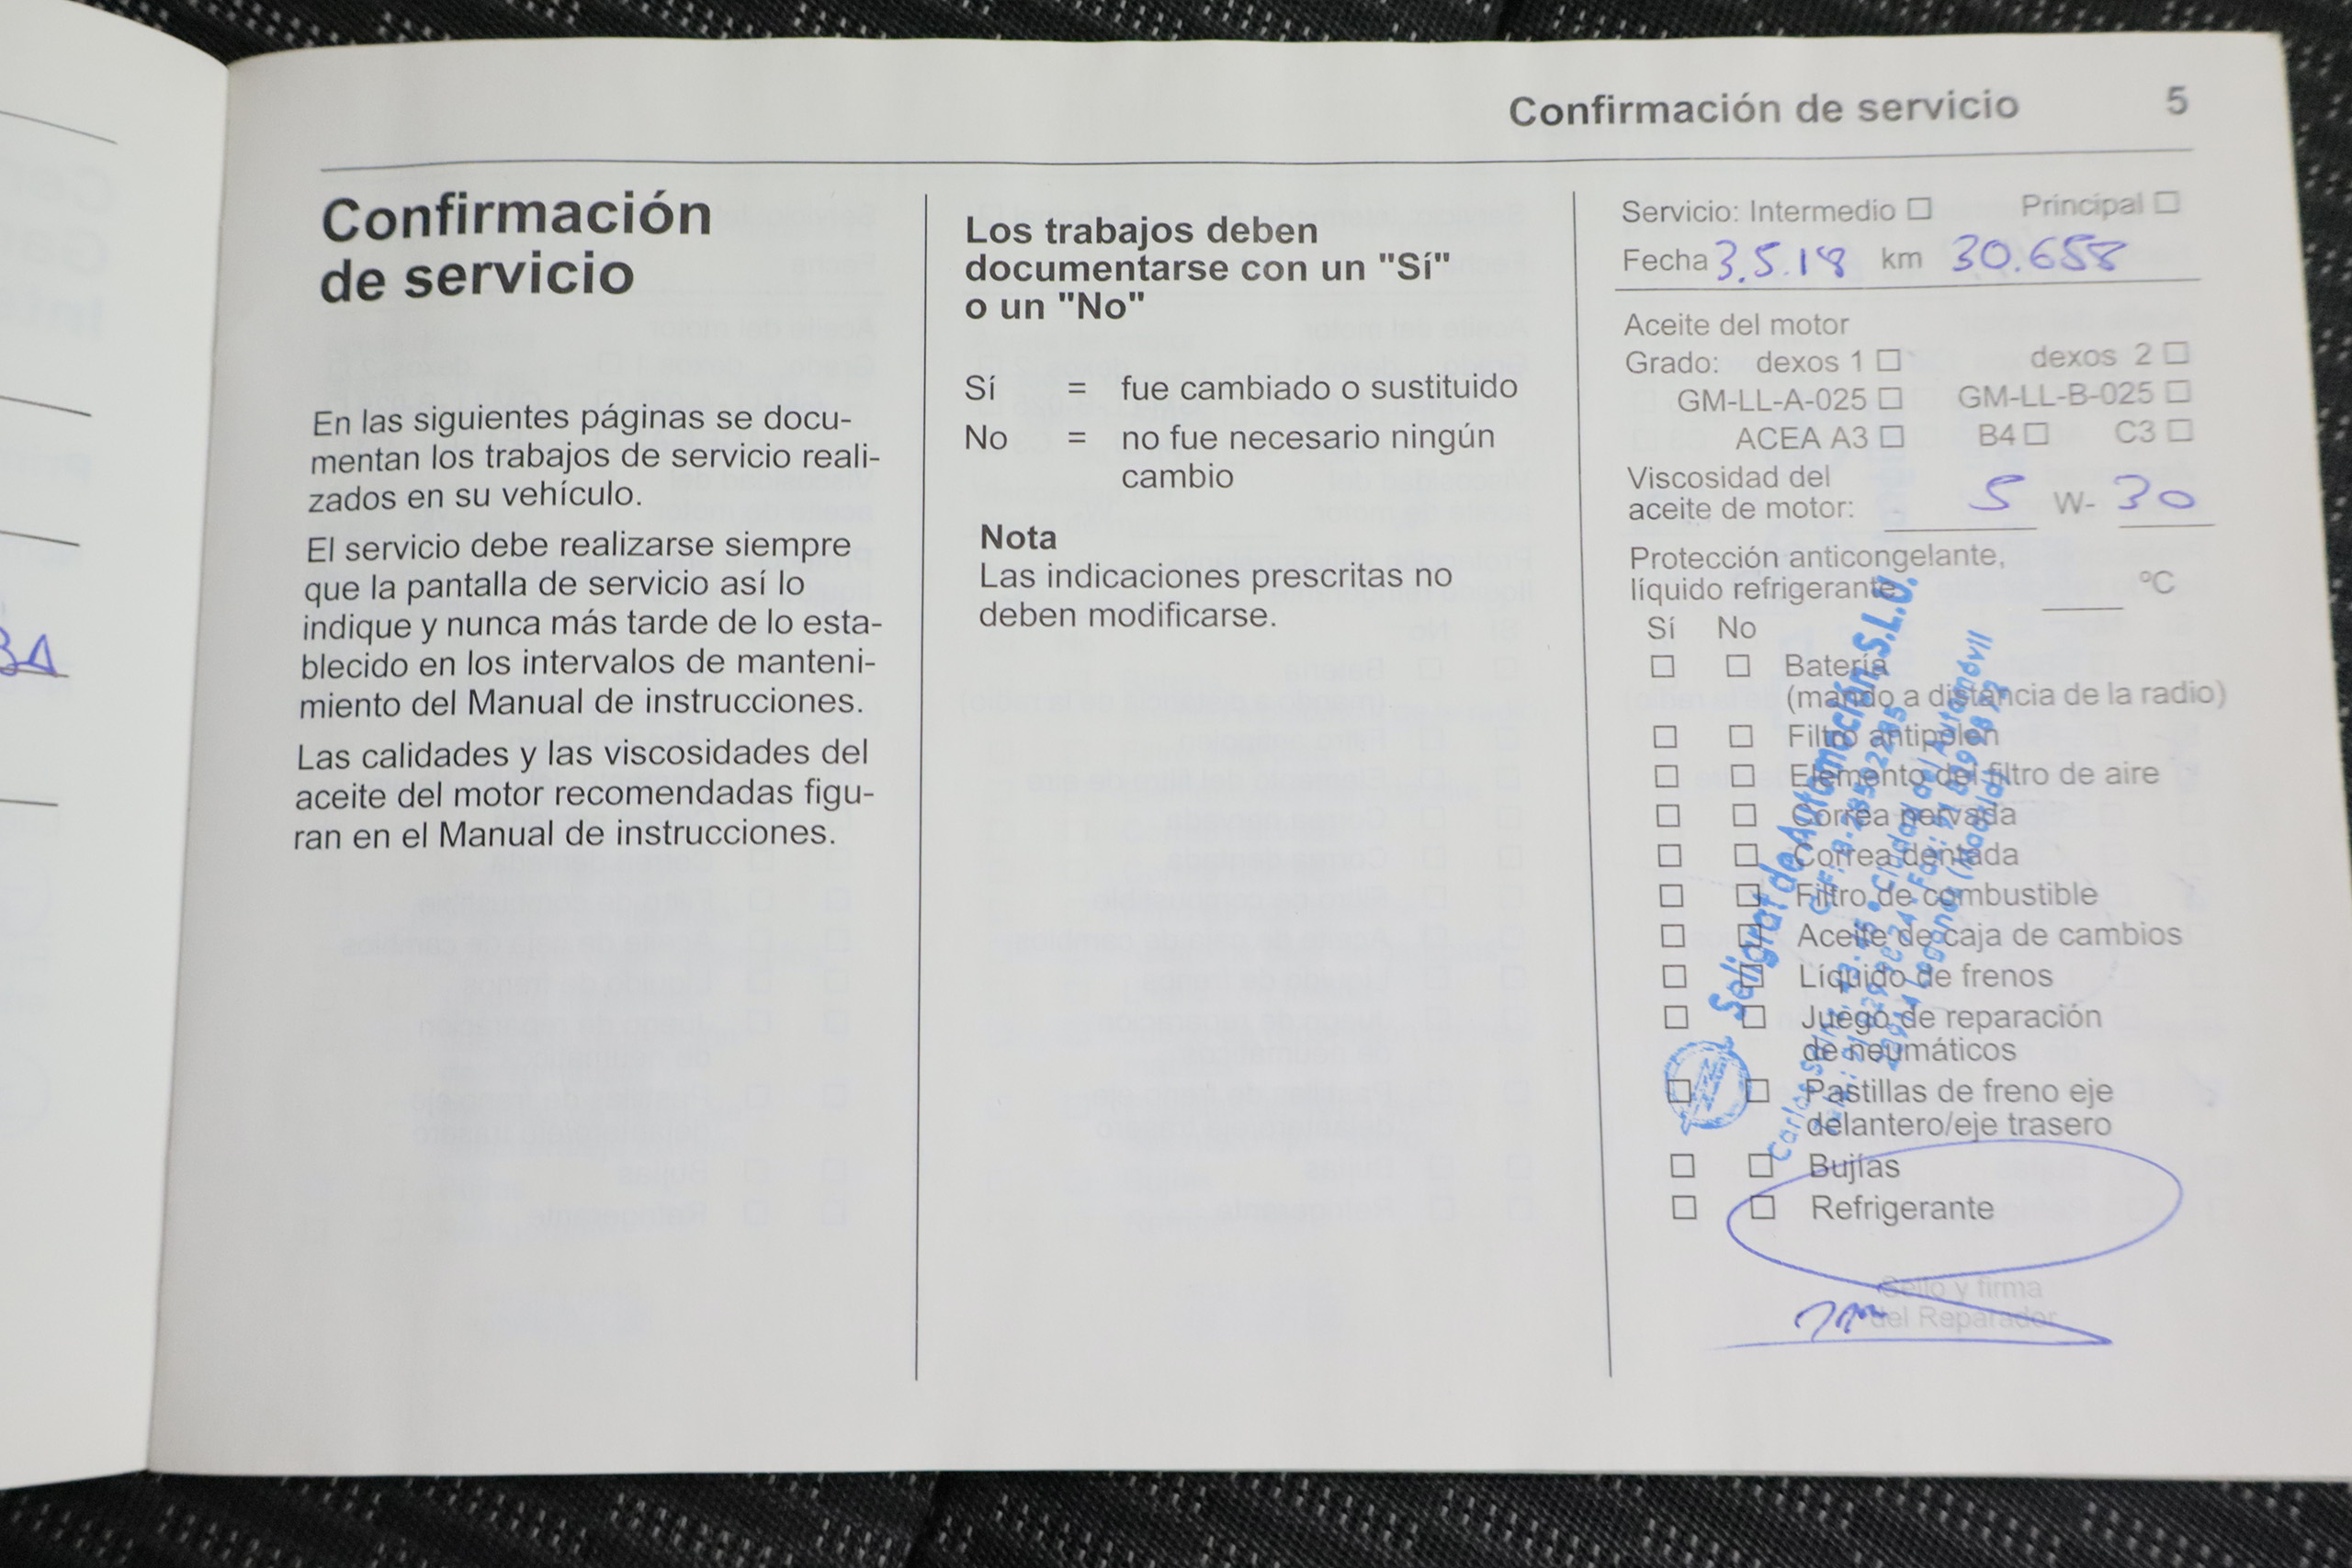 Confirmación de servicio 5
Confirmación
de servicio
En las siguientes páginas se docu-
mentan los trabajos de servicio reali-
zados en su vehículo.
El servicio debe realizarse siempre
que la pantalla de servicio así lo
indique y nunca más tarde de lo esta-
blecido en los intervalos de manteni-
miento del Manual de instrucciones.
Las calidades y las viscosidades del
aceite del motor recomendadas figu-
ran en el Manual de instrucciones.
Los trabajos deben
documentarse con un "Sí"
o un "No"
Sí = fue cambiado o sustituido
No = no fue necesario ningún
cambio
Nota
Las indicaciones prescritas no
deben modificarse.
Servicio: Intermedio □ Principal □
Fecha 3.5.18 km 30.658
Aceite del motor
Grado: dexos 1 □ dexos 2 □
GM-LL-A-025 □ GM-LL-B-025 □
ACEA A3 □ B4 □ C3 □
Viscosidad del
aceite de motor: 5 W- 30
Protección anticongelante,
líquido refrigerante ºC
Sí No
□ □ Batería
(mando a distancia de la radio)
□ □ Filtro antipolen
□ □ Elemento del filtro de aire
□ □ Correa nervada
□ □ Correa dentada
□ □ Filtro de combustible
□ □ Aceite de caja de cambios
□ □ Líquido de frenos
□ □ Juego de reparación
de neumáticos
□ □ Pastillas de freno eje
delantero/eje trasero
□ □ Bujías
□ □ Refrigerante
Sello y firma
del Reparador
Seligrat de Automoción, S.L.U.